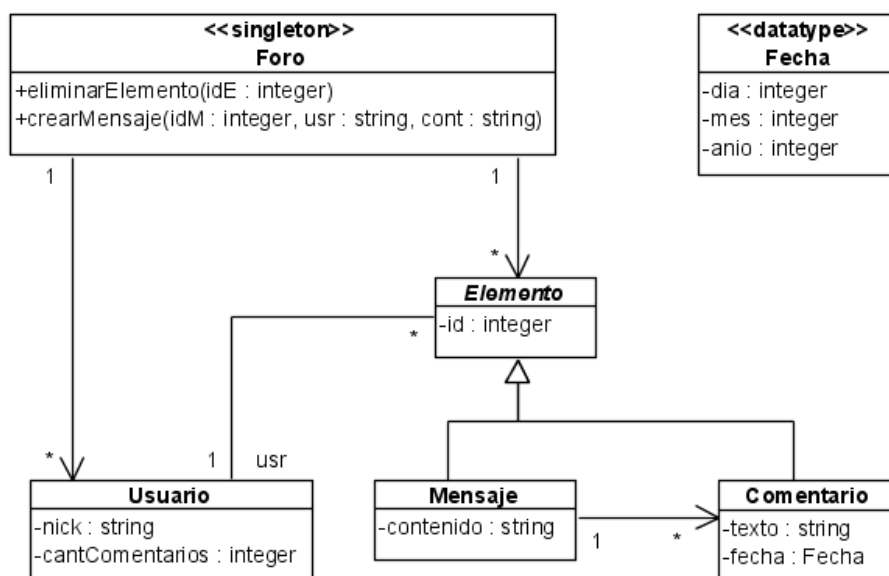 <<singleton>>
Foro
+eliminarElemento(idE : integer)
+crearMensaje(idM : integer, usr : string, cont : string)
<<datatype>>
Fecha
-dia : integer
-mes : integer
-anio : integer
1
1
*
Elemento
-id : integer
*
*
1
usr
Usuario
-nick : string
-cantComentarios : integer
Mensaje
-contenido : string
1
*
Comentario
-texto : string
-fecha : Fecha